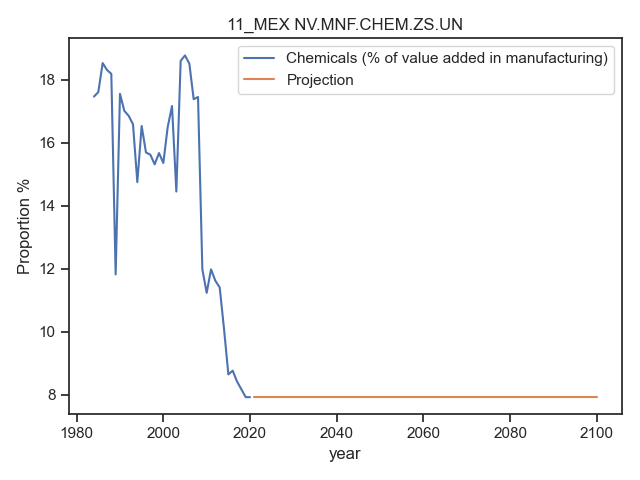 11_MEX NV.MNF.CHEM.ZS.UN
Chemicals (% of value added in manufacturing)
Projection
Proportion %
18
16
14
12
10
8
1980 2000 2020 2040 2060 2080 2100
year